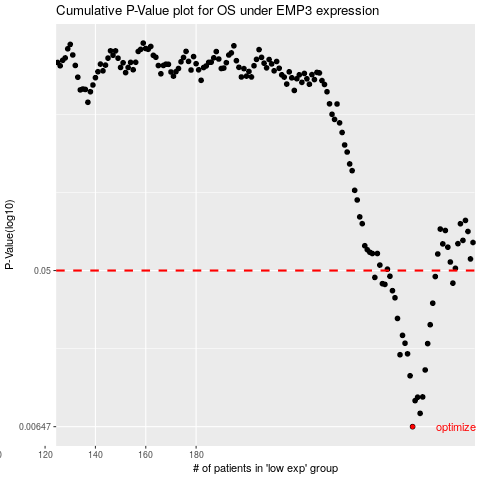 Cumulative P-Value plot for OS under EMP3 expression
P-Value(log10)
0.05
0.00647
optimize
0 120 140 160 180
# of patients in 'low exp' group